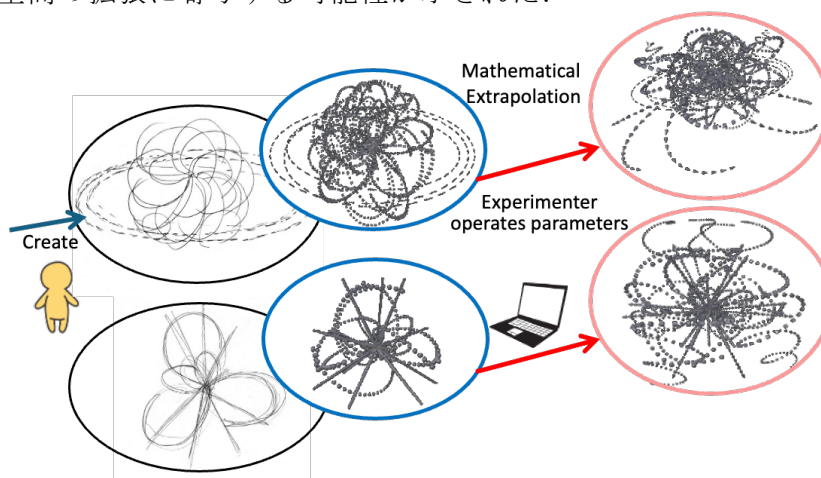 Mathematical
Extrapolation
Create
Experimenter
operates parameters